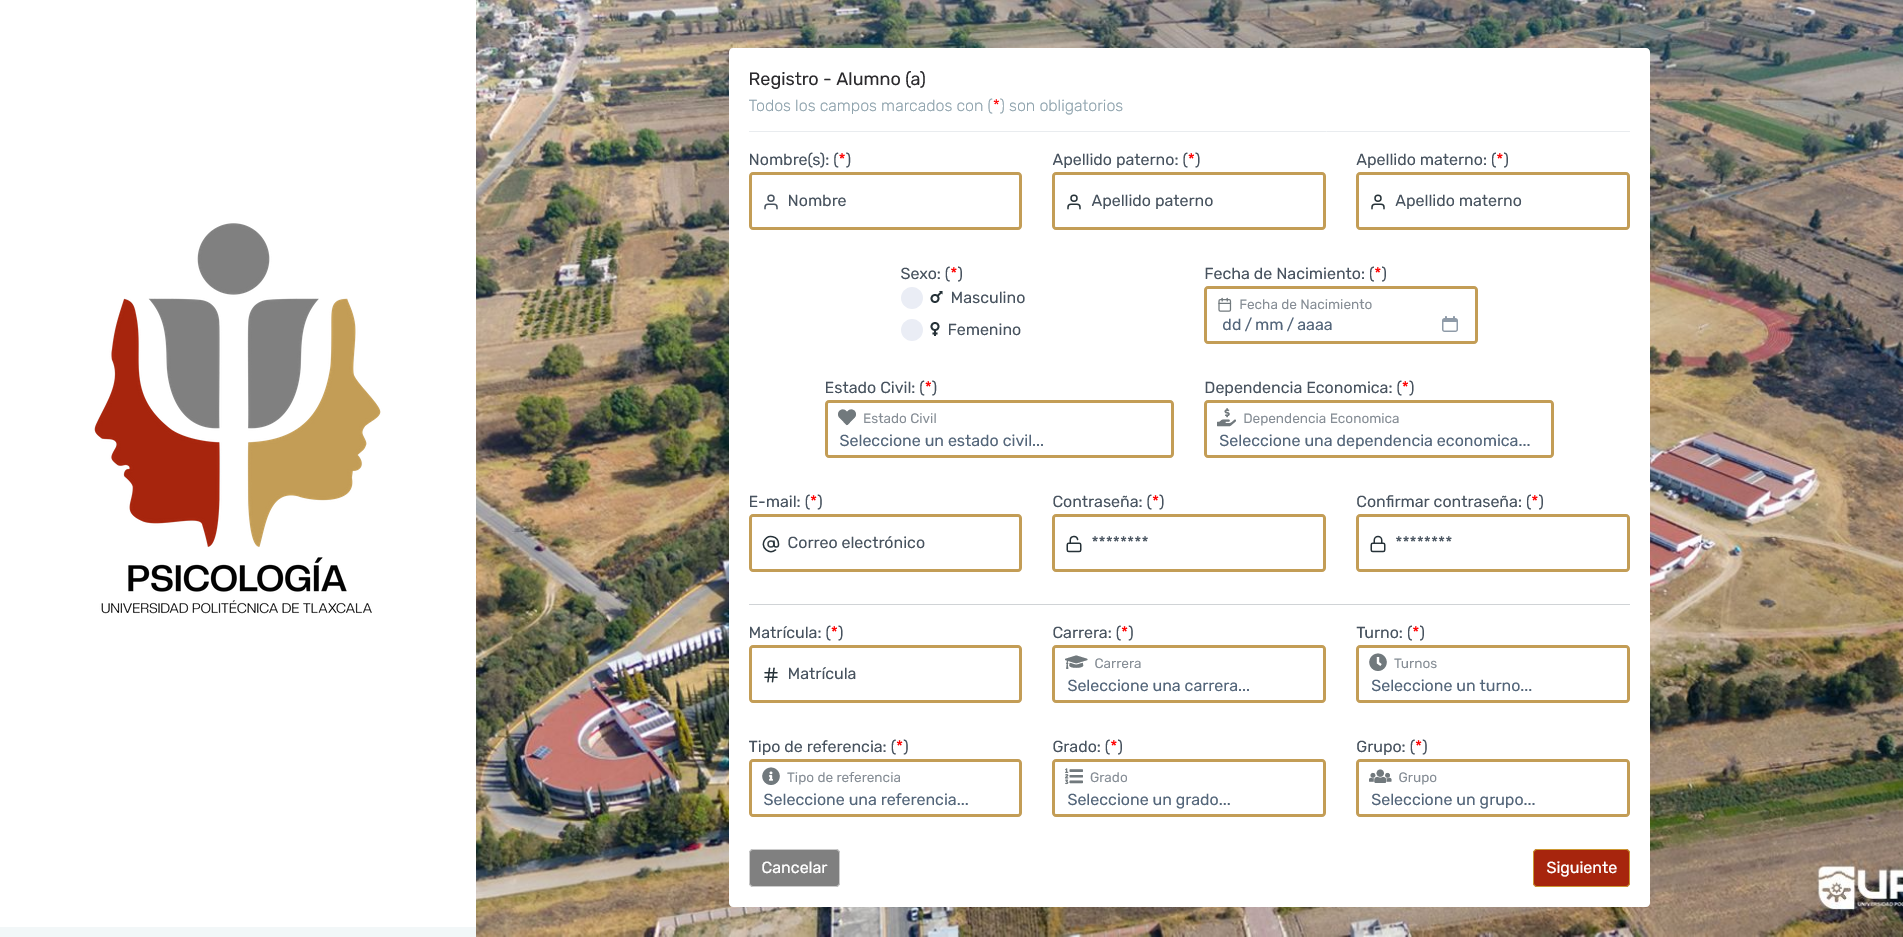 PSICOLOGÍA
UNIVERSIDAD POLITÉCNICA DE TLAXCALA
Registro - Alumno (a)
Todos los campos marcados con (*) son obligatorios
Nombre(s): (*) Apellido paterno: (*) Apellido materno: (*)
Nombre Apellido paterno Apellido materno
Sexo: (*) Fecha de Nacimiento: (*)
Masculino Fecha de Nacimiento
Femenino dd / mm / aaaa
Estado Civil: (*) Dependencia Economica: (*)
Estado Civil Dependencia Economica
Seleccione un estado civil... Seleccione una dependencia economica...
E-mail: (*) Contraseña: (*) Confirmar contraseña: (*)
Correo electrónico ******** ********
Matrícula: (*) Carrera: (*) Turno: (*)
Carrera Turnos
Matrícula Seleccione una carrera... Seleccione un turno...
Tipo de referencia: (*) Grado: (*) Grupo: (*)
Tipo de referencia Grado Grupo
Seleccione una referencia... Seleccione un grado... Seleccione un grupo...
Cancelar Siguiente